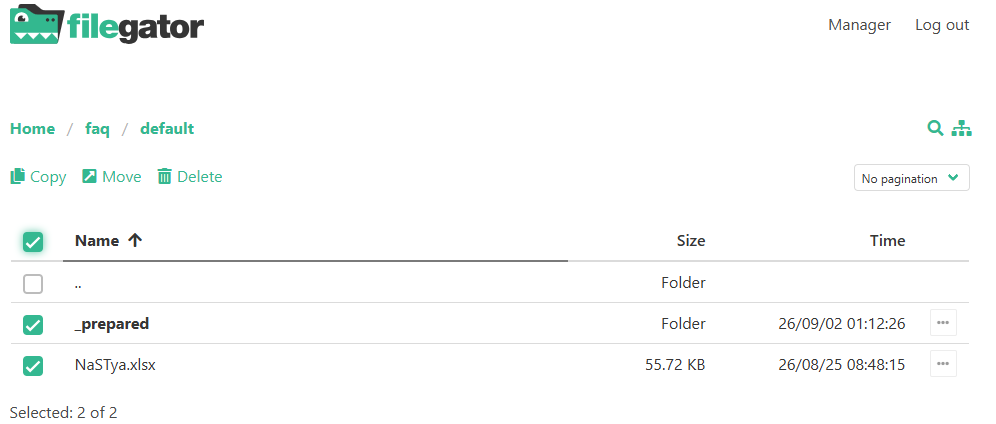 filegator
Manager Log out
Home / faq / default
Copy Move Delete
No pagination
Name Size Time
.. Folder
_prepared Folder 26/09/02 01:12:26
NaSTya.xlsx 55.72 KB 26/08/25 08:48:15
Selected: 2 of 2